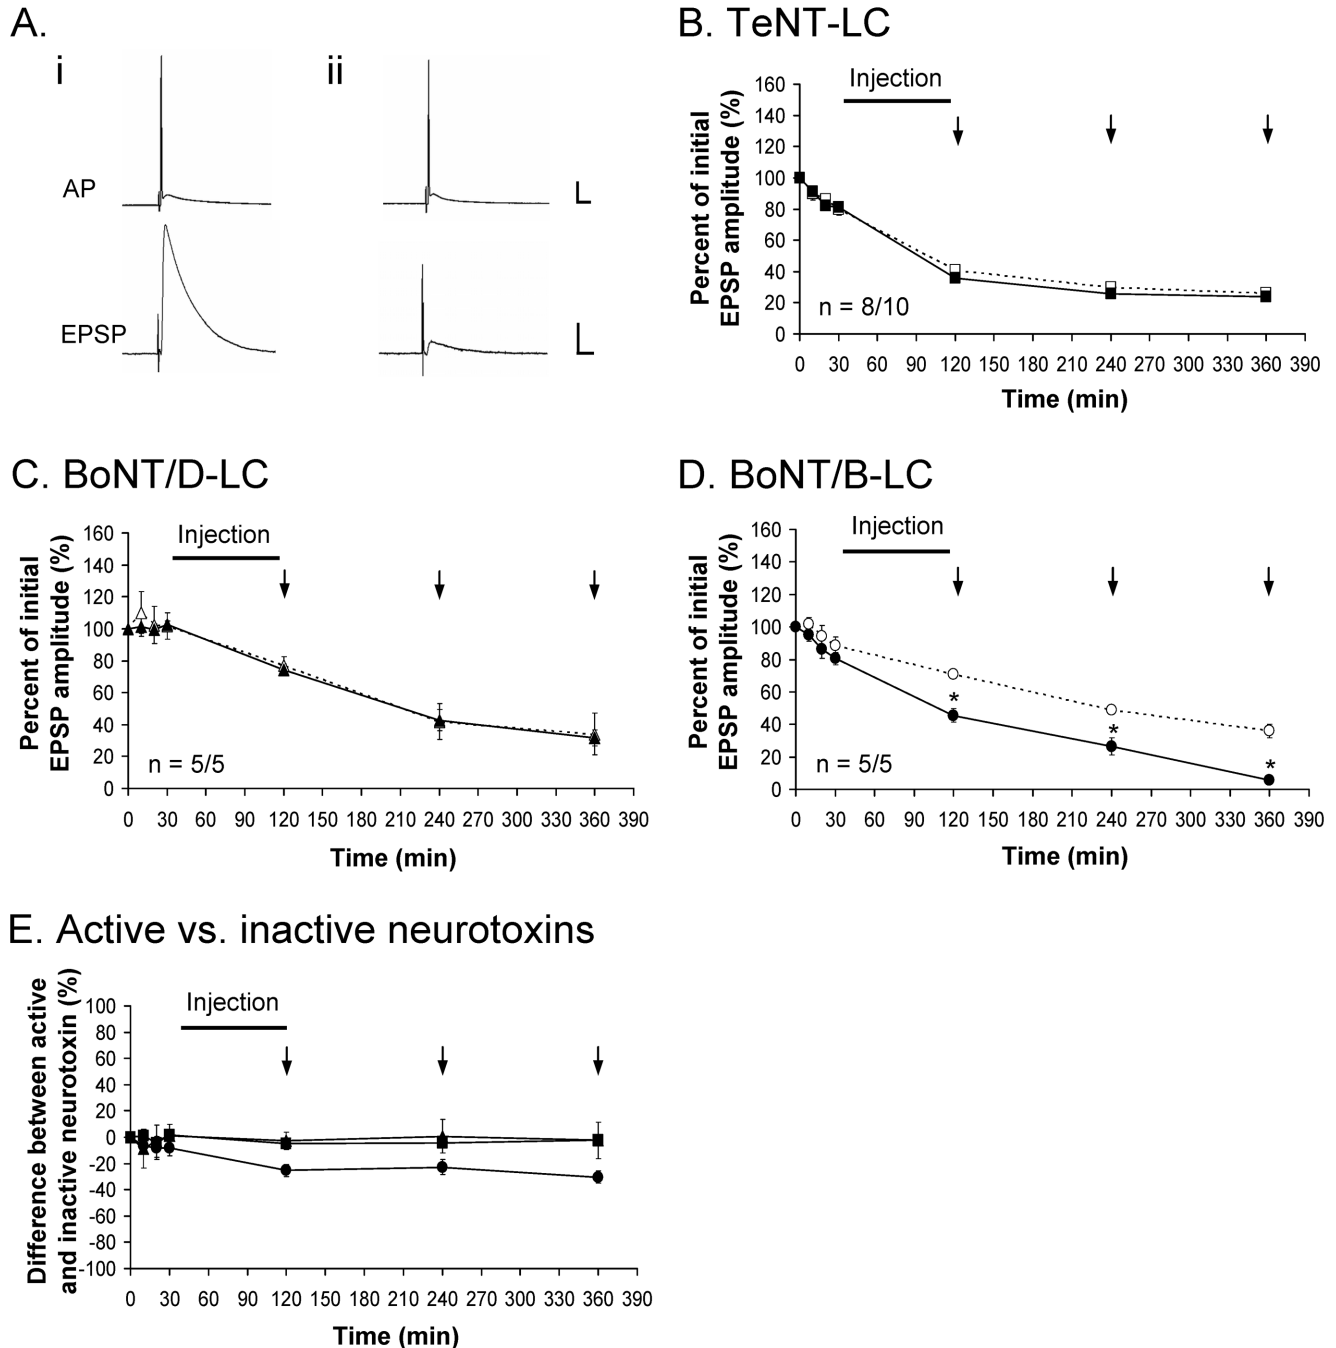 A.
i
ii
AP
EPSP
B. TeNT-LC
Injection
Percent of initial
EPSP amplitude (%)
160
140
120
100
80
60
40
20
0
n = 8/10
0 30 60 90 120 150 180 210 240 270 300 330 360 390
Time (min)
C. BoNT/D-LC
Injection
Percent of initial
EPSP amplitude (%)
160
140
120
100
80
60
40
20
0
n = 5/5
0 30 60 90 120 150 180 210 240 270 300 330 360 390
Time (min)
D. BoNT/B-LC
Injection
Percent of initial
EPSP amplitude (%)
160
140
120
100
80
60
40
20
0
*
*
*
n = 5/5
0 30 60 90 120 150 180 210 240 270 300 330 360 390
Time (min)
E. Active vs. inactive neurotoxins
Injection
Difference between active
and inactive neurotoxin (%)
100
80
60
40
20
0
-20
-40
-60
-80
-100
0 30 60 90 120 150 180 210 240 270 300 330 360 390
Time (min)